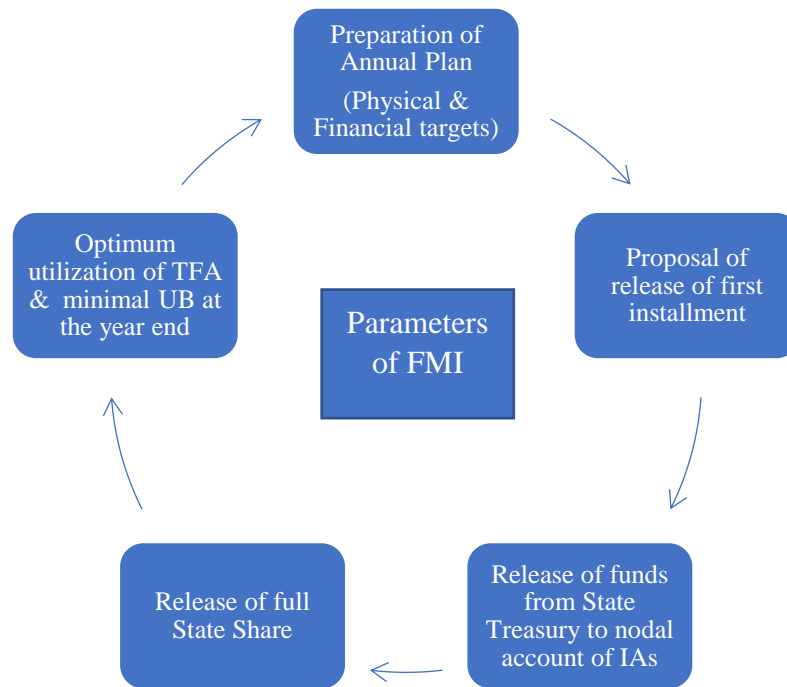 Preparation of
Annual Plan
(Physical &
Financial targets)
Proposal of
release of first
installment
Release of funds
from State
Treasury to nodal
account of IAs
Release of full
State Share
Optimum
utilization of TFA
& minimal UB at
the year end
Parameters
of FMI